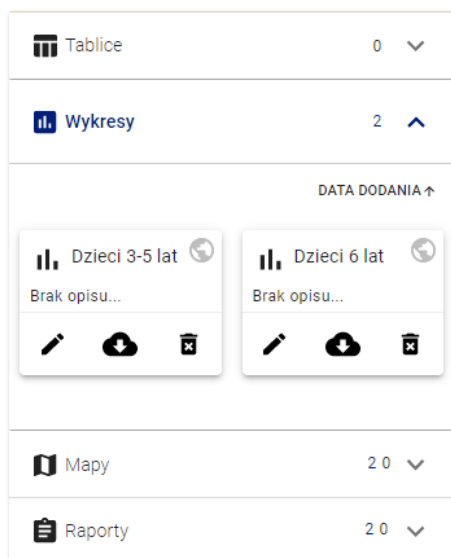 Tablice 0
Wykresy 2
DATA DODANIA↑
Dzieci 3-5 lat
Brak opisu...
Dzieci 6 lat
Brak opisu...
Mapy 2 0
Raporty 2 0